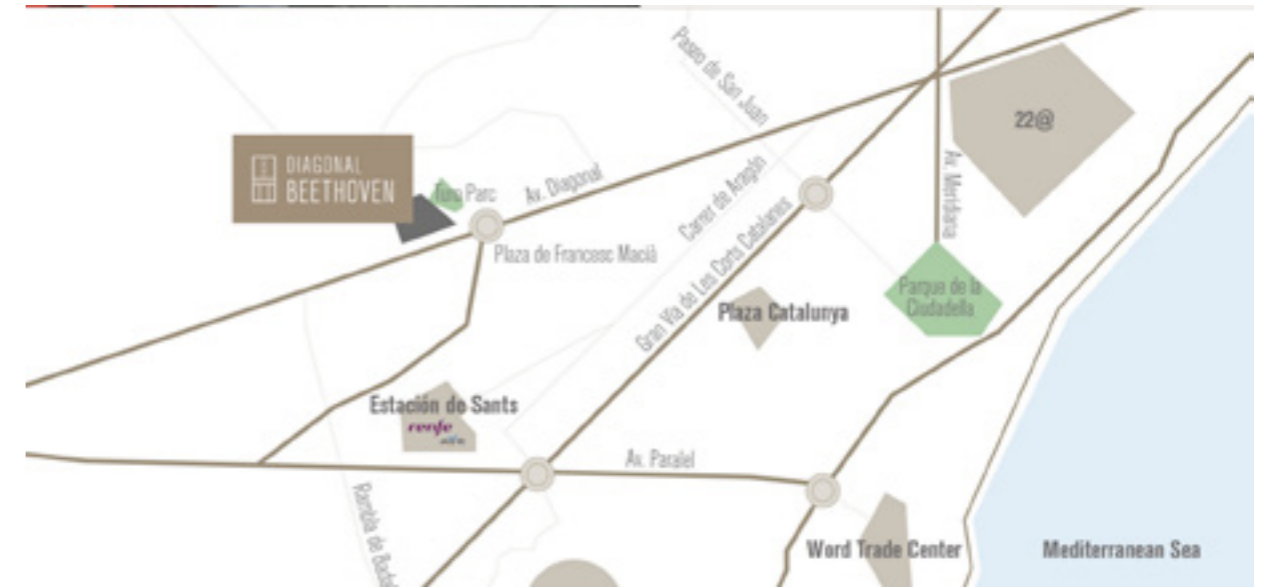 Paseo de San Juan
22@
DIAGONAL
BEETHOVEN
Turo Parc
Av. Diagonal
Carrer de Aragón
Av. Meridiana
Plaza de Francesc Macià
Gran Via de Les Corts Catalanes
Parque de la
Ciudadella
Plaza Catalunya
Estación de Sants
renfe
Av. Paralel
Rambla de Badal
Word Trade Center
Mediterranean Sea